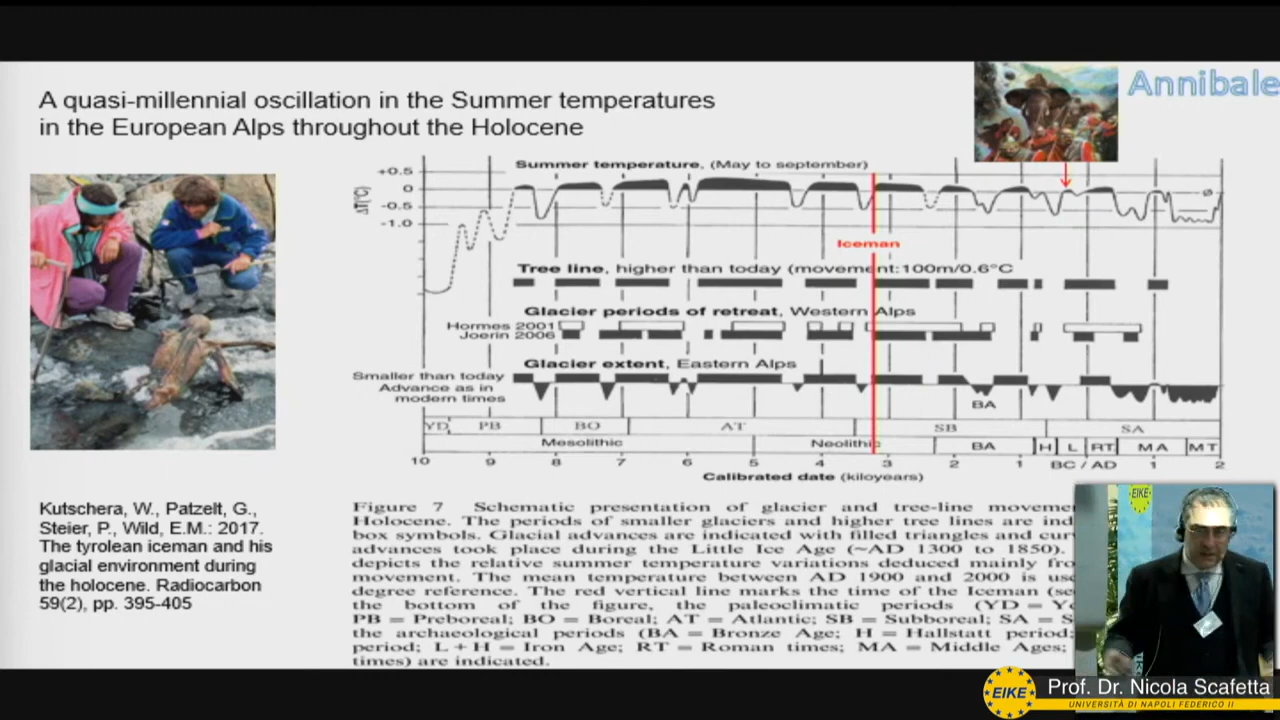 A quasi-millennial oscillation in the Summer temperatures
in the European Alps throughout the Holocene
Annibale
Summer temperature, (May to september)
+0.5
0
-0.5
-1.0
ΔT(°C)
ø
Iceman
Tree line, higher than today (movement:100m/0.6°C
Glacier periods of retreat, Western Alps
Hormes 2001
Joerin 2006
Glacier extent, Eastern Alps
Smaller than today
Advance as in
modern times
BA
YD PB BO AT SB SA
Mesolithic Neolithic BA H L RT MA MT
10 9 8 7 6 5 4 3 2 1 BC / AD 1 2
Calibrated date (kiloyears)
Kutschera, W., Patzelt, G.,
Steier, P., Wild, E.M.: 2017.
The tyrolean iceman and his
glacial environment during
the holocene. Radiocarbon
59(2), pp. 395-405
Figure 7 Schematic presentation of glacier and tree-line moveme
Holocene. The periods of smaller glaciers and higher tree lines are ind
box symbols. Glacial advances are indicated with filled triangles and cur
advances took place during the Little Ice Age (~AD 1300 to 1850).
depicts the relative summer temperature variations deduced mainly fro
movement. The mean temperature between AD 1900 and 2000 is use
degree reference. The red vertical line marks the time of the Iceman (se
the bottom of the figure, the paleoclimatic periods (YD = Yo
PB = Preboreal; BO = Boreal; AT = Atlantic; SB = Subboreal; SA = S
the archaeological periods (BA = Bronze Age; H = Hallstatt period;
period; L + H = Iron Age; RT = Roman times; MA = Middle Ages;
times) are indicated.
EIKE
EIKE
Prof. Dr. Nicola Scafetta
UNIVERSITÀ DI NAPOLI FEDERICO II